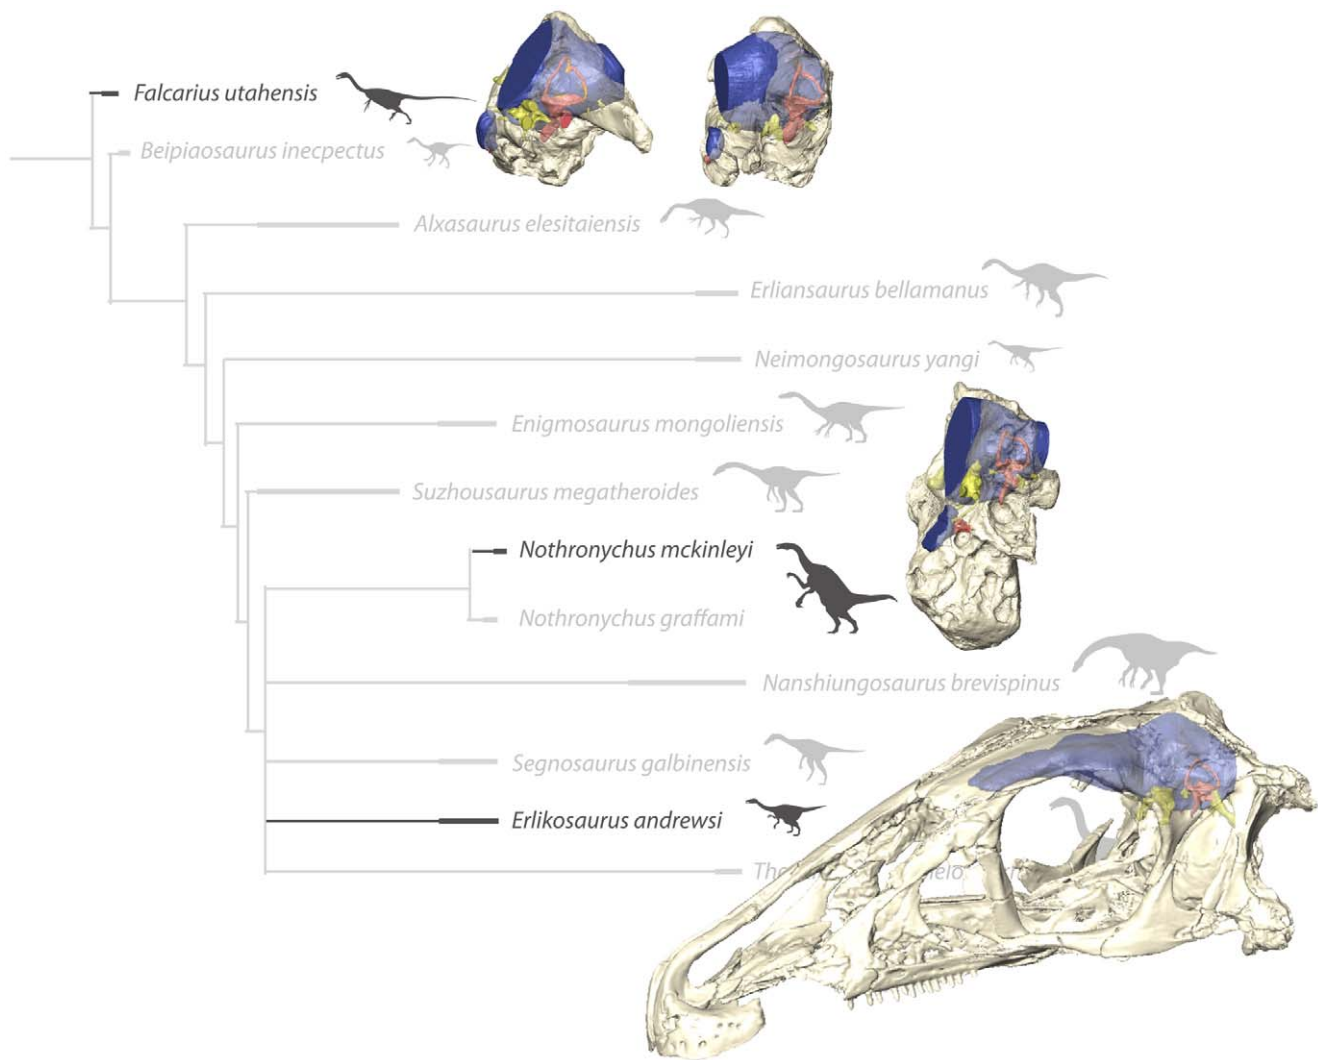 Falcarius utahensis
Beipiaosaurus inecpectus
Alxasaurus elesitaiensis
Erliansaurus bellamanus
Neimongosaurus yangi
Enigmosaurus mongoliensis
Suzhousaurus megatheroides
Nothronychus mckinleyi
Nothronychus graffami
Nanshiungosaurus brevispinus
Segnosaurus galbinensis
Erlikosaurus andrewsi